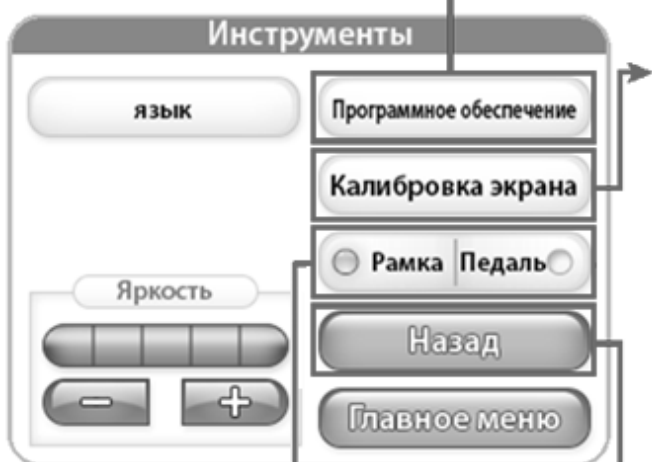 Инструменты
язык
Программное обеспечение
Калибровка экрана
Рамка Педаль
Яркость
Назад
Главное меню